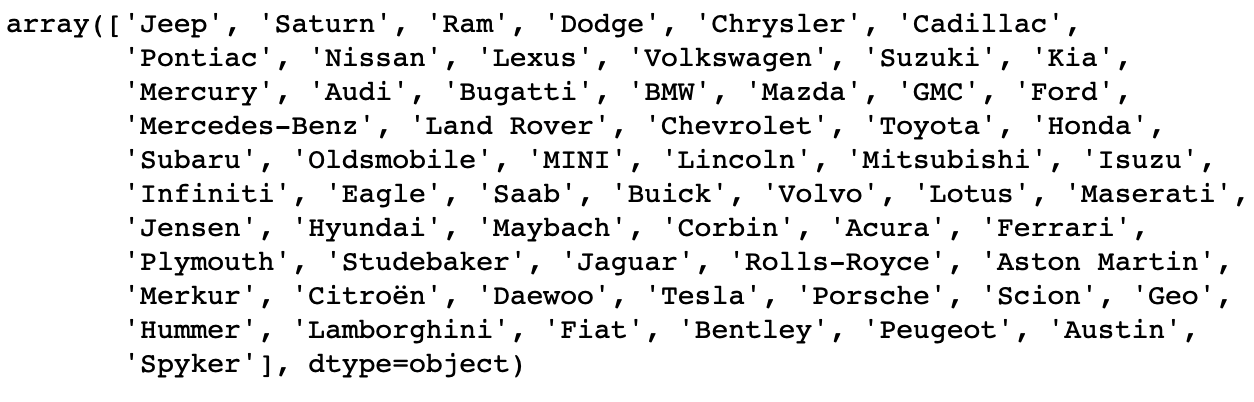 array(['Jeep', 'Saturn', 'Ram', 'Dodge', 'Chrysler', 'Cadillac',
'Pontiac', 'Nissan', 'Lexus', 'Volkswagen', 'Suzuki', 'Kia',
'Mercury', 'Audi', 'Bugatti', 'BMW', 'Mazda', 'GMC', 'Ford',
'Mercedes-Benz', 'Land Rover', 'Chevrolet', 'Toyota', 'Honda',
'Subaru', 'Oldsmobile', 'MINI', 'Lincoln', 'Mitsubishi', 'Isuzu',
'Infiniti', 'Eagle', 'Saab', 'Buick', 'Volvo', 'Lotus', 'Maserati',
'Jensen', 'Hyundai', 'Maybach', 'Corbin', 'Acura', 'Ferrari',
'Plymouth', 'Studebaker', 'Jaguar', 'Rolls-Royce', 'Aston Martin',
'Merkur', 'Citroën', 'Daewoo', 'Tesla', 'Porsche', 'Scion', 'Geo',
'Hummer', 'Lamborghini', 'Fiat', 'Bentley', 'Peugeot', 'Austin',
'Spyker'], dtype=object)